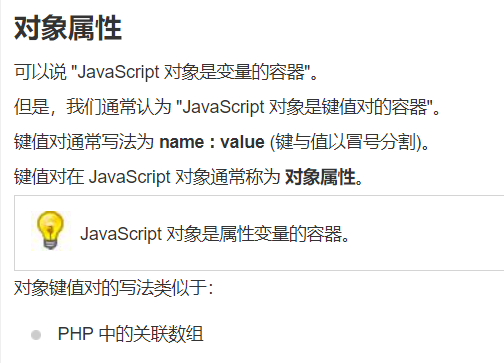 对象属性
可以说 "JavaScript 对象是变量的容器"。
但是，我们通常认为 "JavaScript 对象是键值对的容器"。
键值对通常写法为 name : value (键与值以冒号分割)。
键值对在 JavaScript 对象通常称为 对象属性。
JavaScript 对象是属性变量的容器。
对象键值对的写法类似于：
PHP 中的关联数组